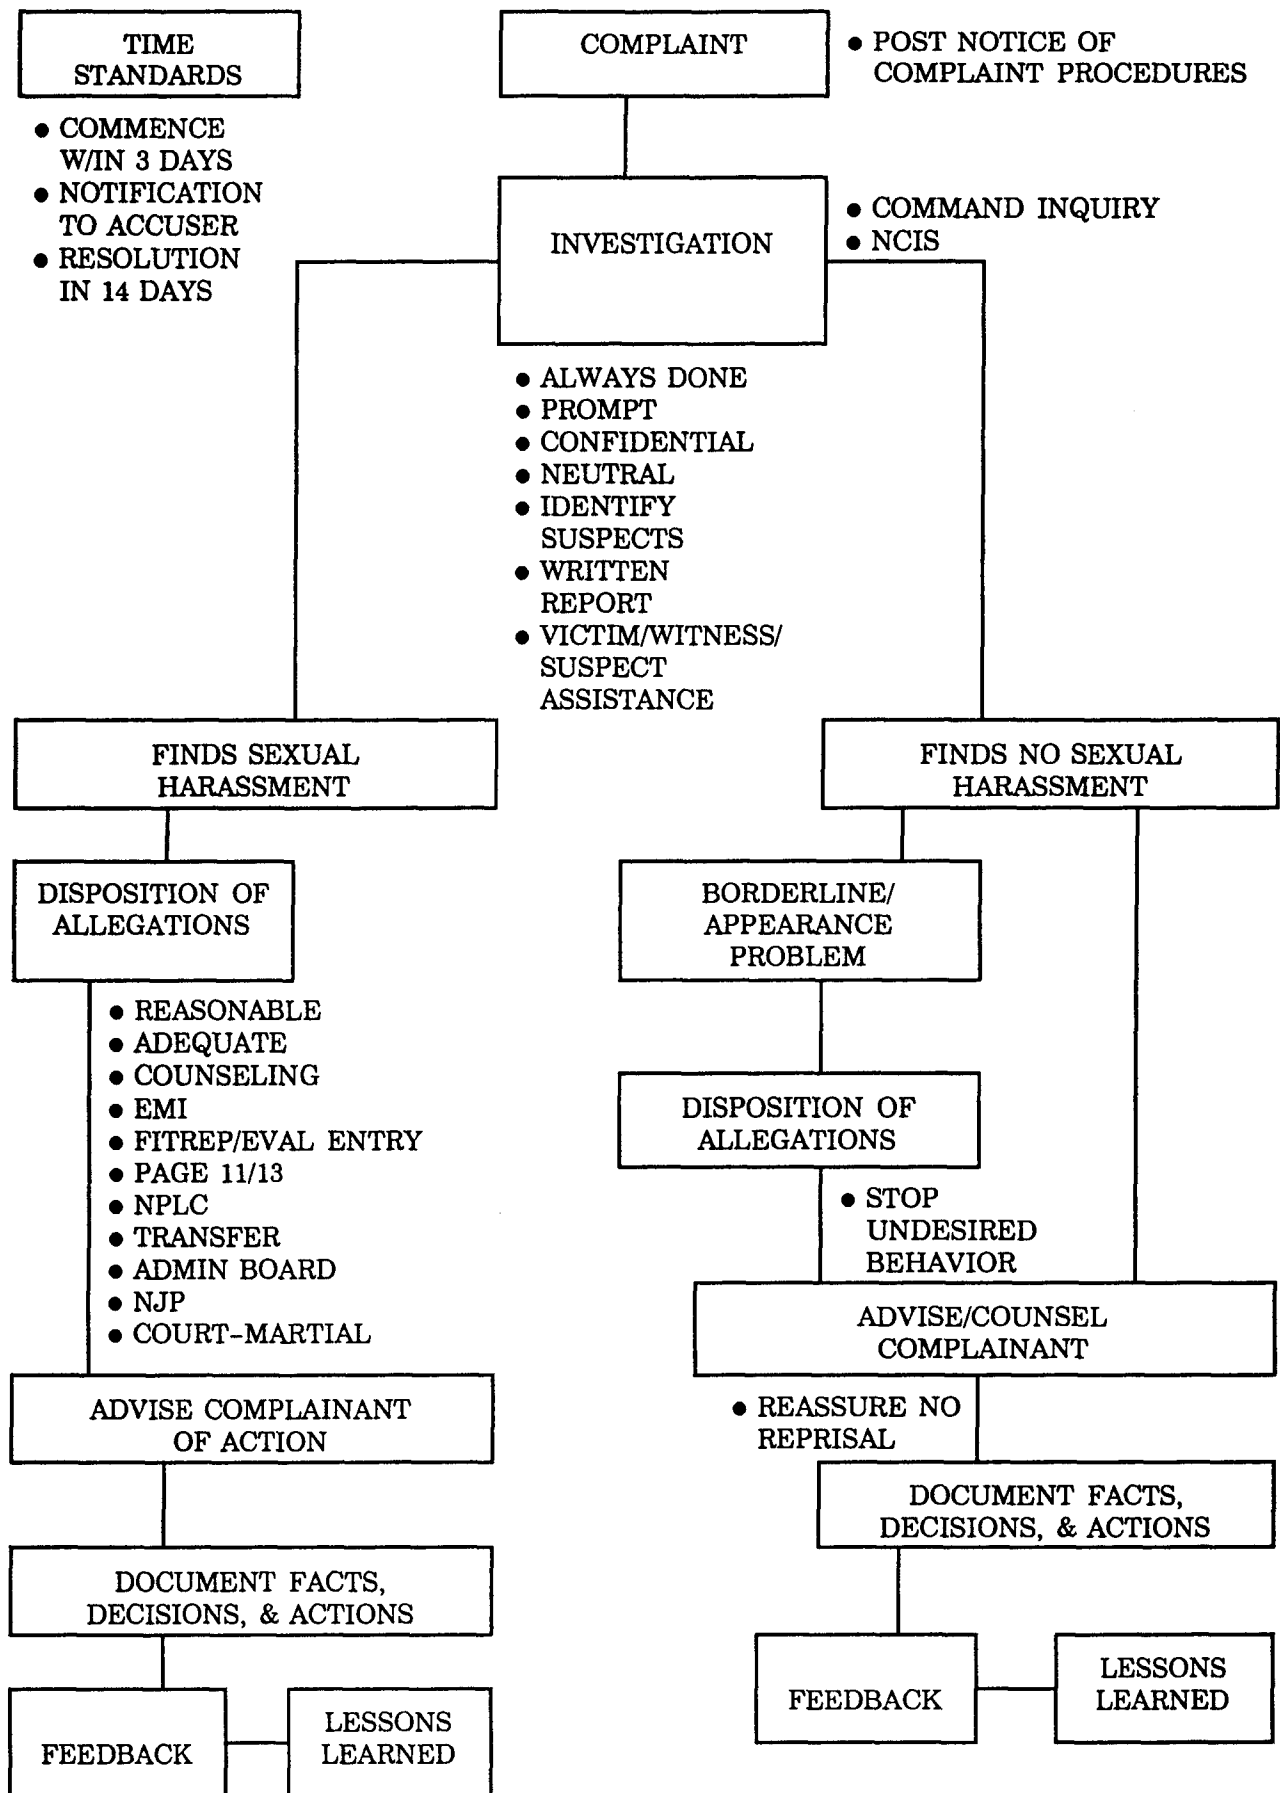 TIME
STANDARDS
● COMMENCE
W/IN 3 DAYS
● NOTIFICATION
TO ACCUSER
● RESOLUTION
IN 14 DAYS
COMPLAINT
● POST NOTICE OF
COMPLAINT PROCEDURES
INVESTIGATION
● COMMAND INQUIRY
● NCIS
● ALWAYS DONE
● PROMPT
● CONFIDENTIAL
● NEUTRAL
● IDENTIFY
SUSPECTS
● WRITTEN
REPORT
● VICTIM/WITNESS/
SUSPECT
ASSISTANCE
FINDS SEXUAL
HARASSMENT
DISPOSITION OF
ALLEGATIONS
● REASONABLE
● ADEQUATE
● COUNSELING
● EMI
● FITREP/EVAL ENTRY
● PAGE 11/13
● NPLC
● TRANSFER
● ADMIN BOARD
● NJP
● COURT-MARTIAL
ADVISE COMPLAINANT
OF ACTION
DOCUMENT FACTS,
DECISIONS, & ACTIONS
FEEDBACK
LESSONS
LEARNED
FINDS NO SEXUAL
HARASSMENT
BORDERLINE/
APPEARANCE
PROBLEM
DISPOSITION OF
ALLEGATIONS
● STOP
UNDESIRED
BEHAVIOR
ADVISE/COUNSEL
COMPLAINANT
● REASSURE NO
REPRISAL
DOCUMENT FACTS,
DECISIONS, & ACTIONS
FEEDBACK
LESSONS
LEARNED